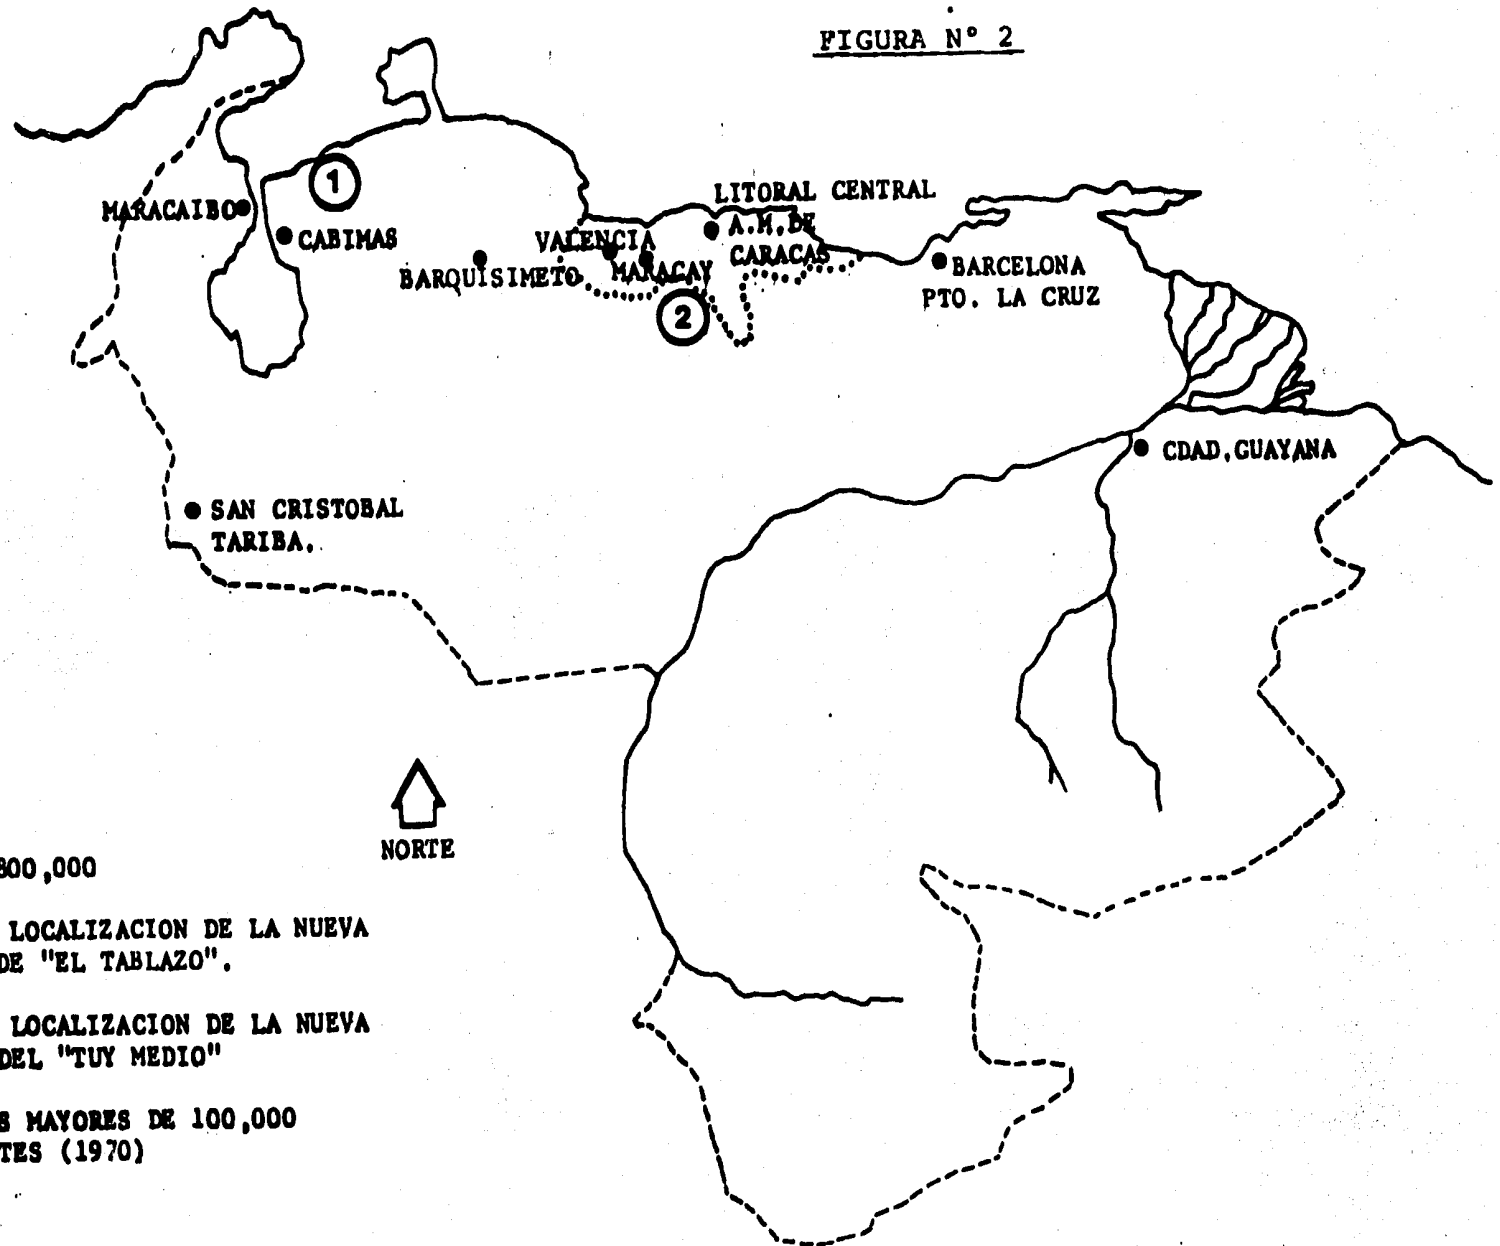 FIGURA N° 2
1
MARACAIBO
CABIMAS
BARQUISIMETO
VALENCIA
MARACAY
LITORAL CENTRAL
A.M. DE
CARACAS
2
BARCELONA
PTO. LA CRUZ
CDAD. GUAYANA
SAN CRISTOBAL
TARIBA.
NORTE
800,000
LOCALIZACION DE LA NUEVA
DE "EL TABLAZO".
LOCALIZACION DE LA NUEVA
DEL "TUY MEDIO"
S MAYORES DE 100,000
TES (1970)